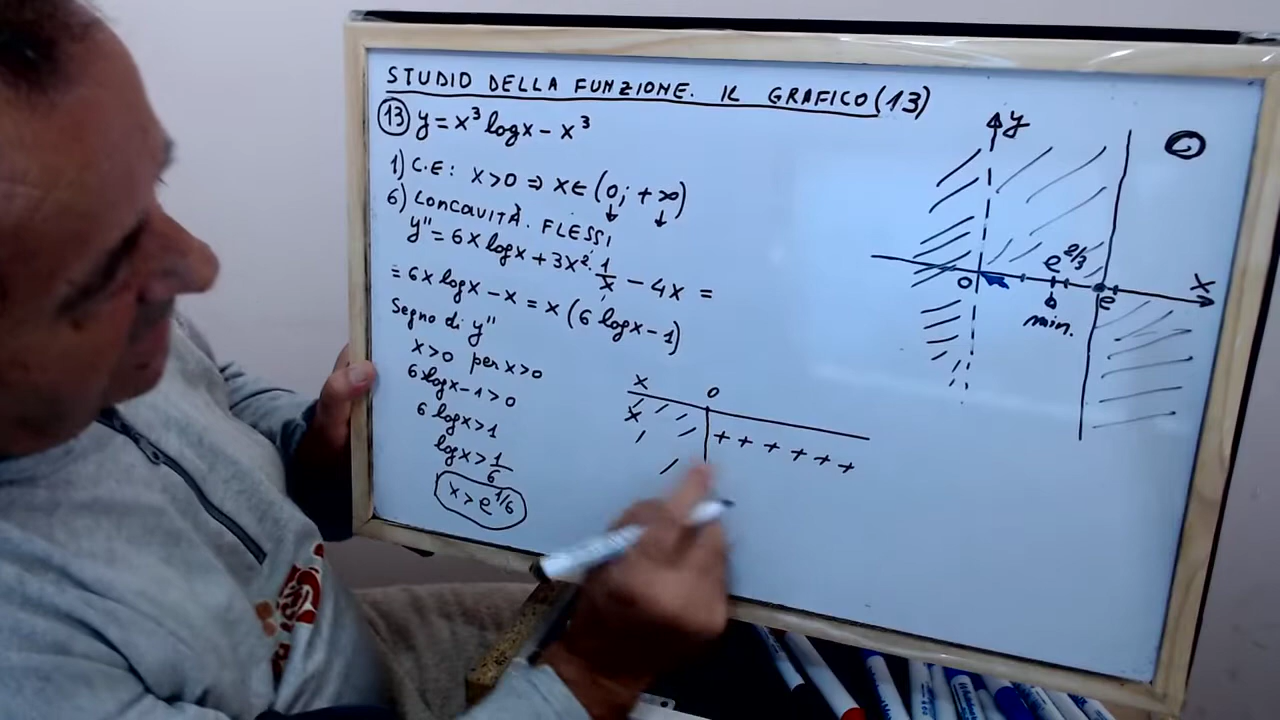 STUDIO DELLA FUNZIONE. IL GRAFICO (13)
13 y = x³ log x - x³
1) C.E: x>0 ⇒ x∈(0; +∞)
6) CONCAVITÀ. FLESSI
y'' = 6x log x + 3x² · 1/x - 4x =
= 6x log x - x = x (6 log x - 1)
Segno di y''
x>0 per x>0
6 log x - 1 > 0
6 log x > 1
log x > 1/6
x > e^1/6
x 0
x + + + + + +
y
e^2/3
0 e x
min.